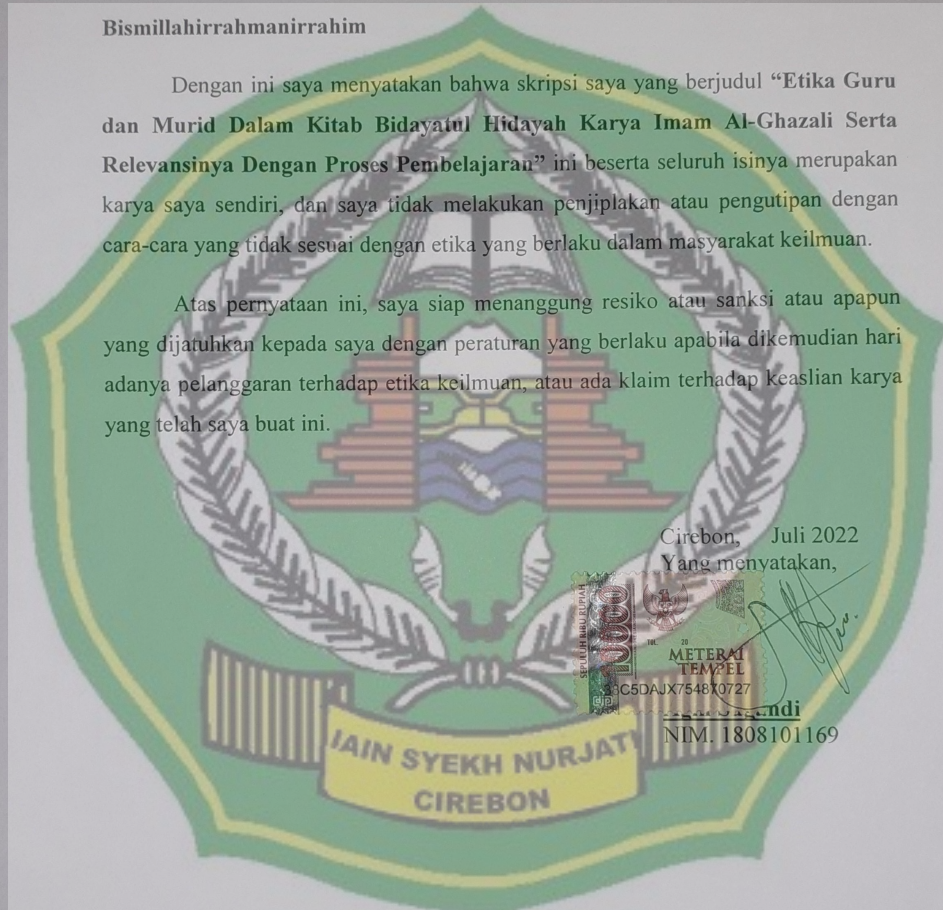 Bismillahirrahmanirrahim
Dengan ini saya menyatakan bahwa skripsi saya yang berjudul “Etika Guru
dan Murid Dalam Kitab Bidayatul Hidayah Karya Imam Al-Ghazali Serta
Relevansinya Dengan Proses Pembelajaran” ini beserta seluruh isinya merupakan
karya saya sendiri, dan saya tidak melakukan penjiplakan atau pengutipan dengan
cara-cara yang tidak sesuai dengan etika yang berlaku dalam masyarakat keilmuan.
Atas pernyataan ini, saya siap menanggung resiko atau sanksi atau apapun
yang dijatuhkan kepada saya dengan peraturan yang berlaku apabila dikemudian hari
adanya pelanggaran terhadap etika keilmuan, atau ada klaim terhadap keaslian karya
yang telah saya buat ini.
Cirebon, Juli 2022
Yang menyatakan,
SEPULUH RIBU RUPIAH
10000
TGL. 20
METERAI
TEMPEL
C5DAJX754870727
NIM. 1808101169
IAIN SYEKH NURJATI
CIREBON